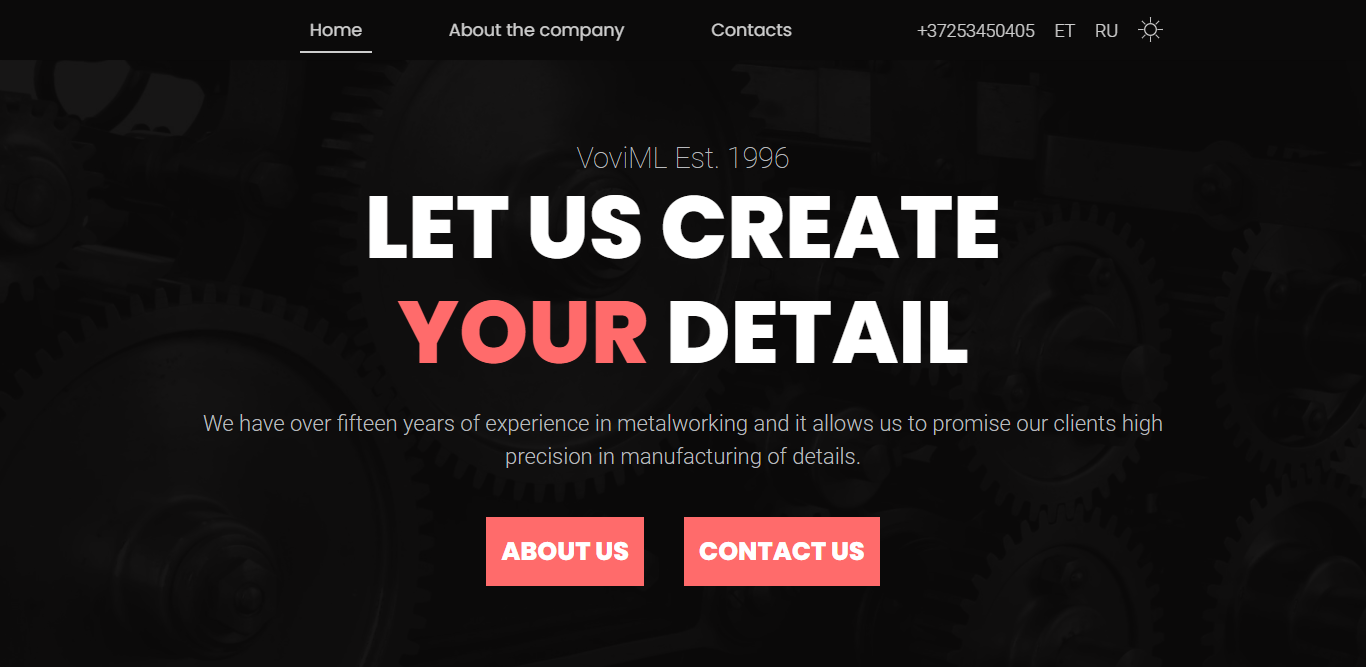 Home About the company Contacts +37253450405 ET RU
VoviML Est. 1996
LET US CREATE
YOUR DETAIL
We have over fifteen years of experience in metalworking and it allows us to promise our clients high
precision in manufacturing of details.
ABOUT US CONTACT US